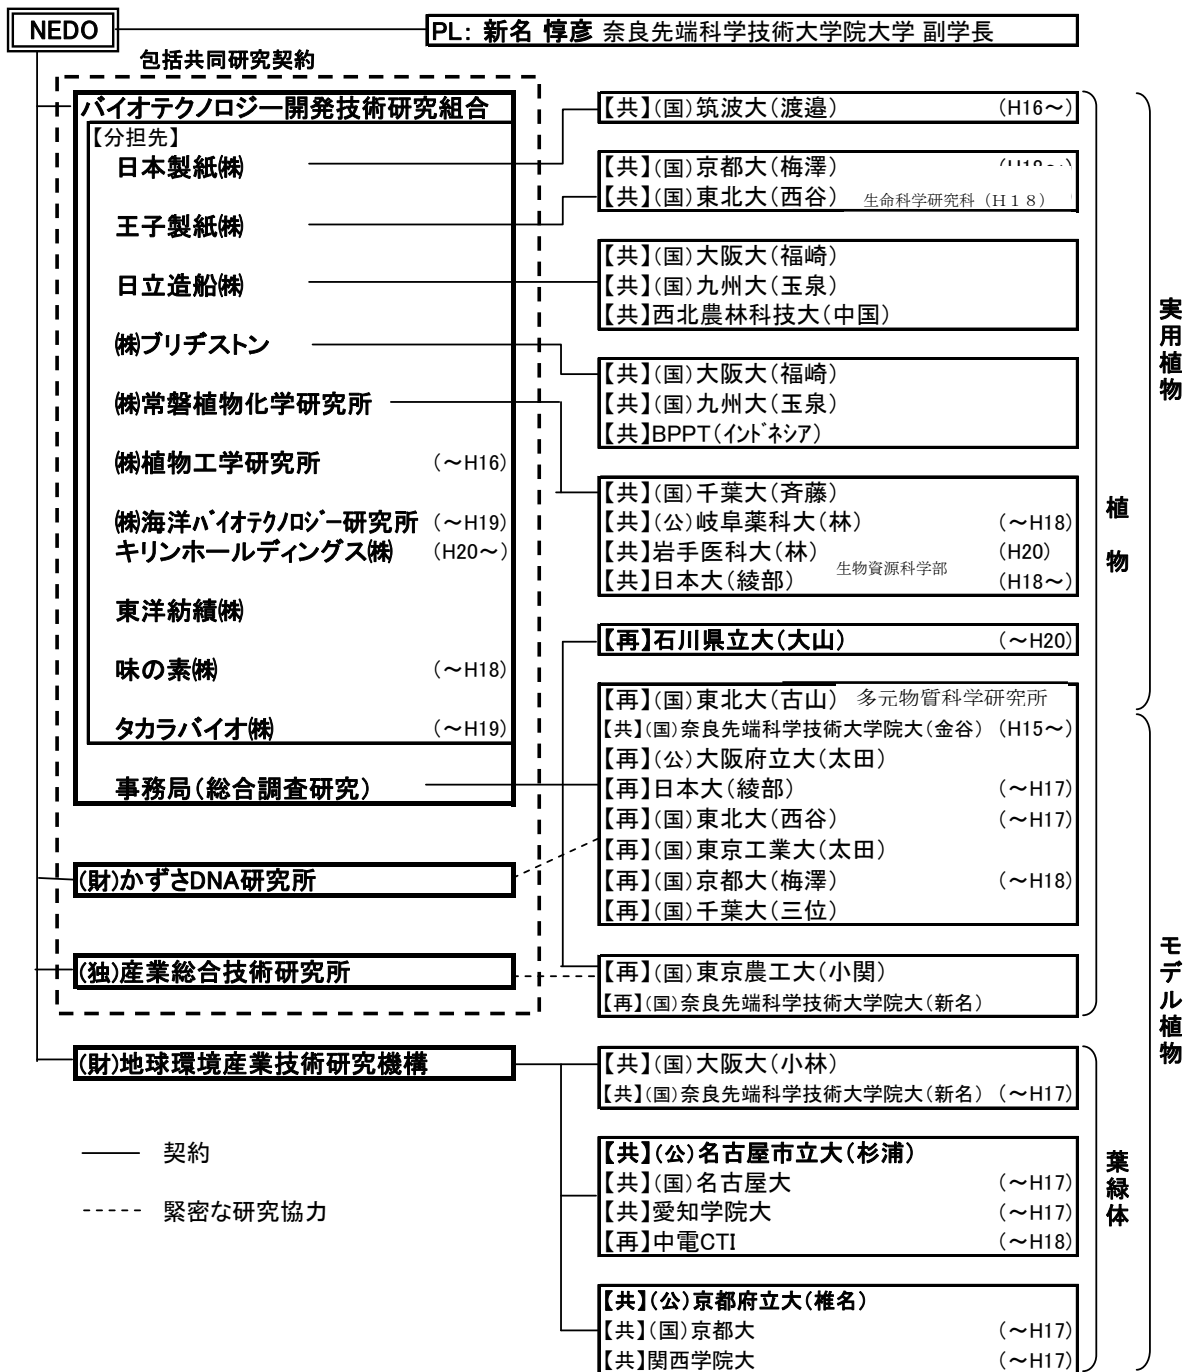 NEDO
PL: 新名 惇彦 奈良先端科学技術大学院大学 副学長
包括共同研究契約
バイオテクノロジー開発技術研究組合
【分担先】
日本製紙㈱
王子製紙㈱
日立造船㈱
㈱ブリヂストン
㈱常磐植物化学研究所
㈱植物工学研究所 (～H16)
㈱海洋バイオテクノロジー研究所 (～H19)
キリンホールディングス㈱ (H20～)
東洋紡績㈱
味の素㈱ (～H18)
タカラバイオ㈱ (～H19)
事務局(総合調査研究)
(財)かずさDNA研究所
(独)産業総合技術研究所
(財)地球環境産業技術研究機構
―― 契約
----- 緊密な研究協力
【共】(国)筑波大(渡邉) (H16～)
【共】(国)京都大(梅澤)
【共】(国)東北大(西谷) 生命科学研究科(H18)
【共】(国)大阪大(福崎)
【共】(国)九州大(玉泉)
【共】西北農林科技大(中国)
【共】(国)大阪大(福崎)
【共】(国)九州大(玉泉)
【共】BPPT(インドネシア)
【共】(国)千葉大(斉藤)
【共】(公)岐阜薬科大(林) (～H18)
【共】岩手医科大(林) (H20)
【共】日本大(綾部) 生物資源科学部 (H18～)
【再】石川県立大(大山) (～H20)
【再】(国)東北大(古山) 多元物質科学研究所
【共】(国)奈良先端科学技術大学院大(金谷) (H15～)
【再】(公)大阪府立大(太田)
【再】日本大(綾部) (～H17)
【再】(国)東北大(西谷) (～H17)
【再】(国)東京工業大(太田)
【再】(国)京都大(梅澤) (～H18)
【再】(国)千葉大(三位)
【再】(国)東京農工大(小関)
【再】(国)奈良先端科学技術大学院大(新名)
【共】(国)大阪大(小林)
【共】(国)奈良先端科学技術大学院大(新名) (～H17)
【共】(公)名古屋市立大(杉浦)
【共】(国)名古屋大 (～H17)
【共】愛知学院大 (～H17)
【再】中電CTI (～H18)
【共】(公)京都府立大(椎名)
【共】(国)京都大 (～H17)
【共】関西学院大 (～H17)
植物
葉緑体
実用植物
モデル植物